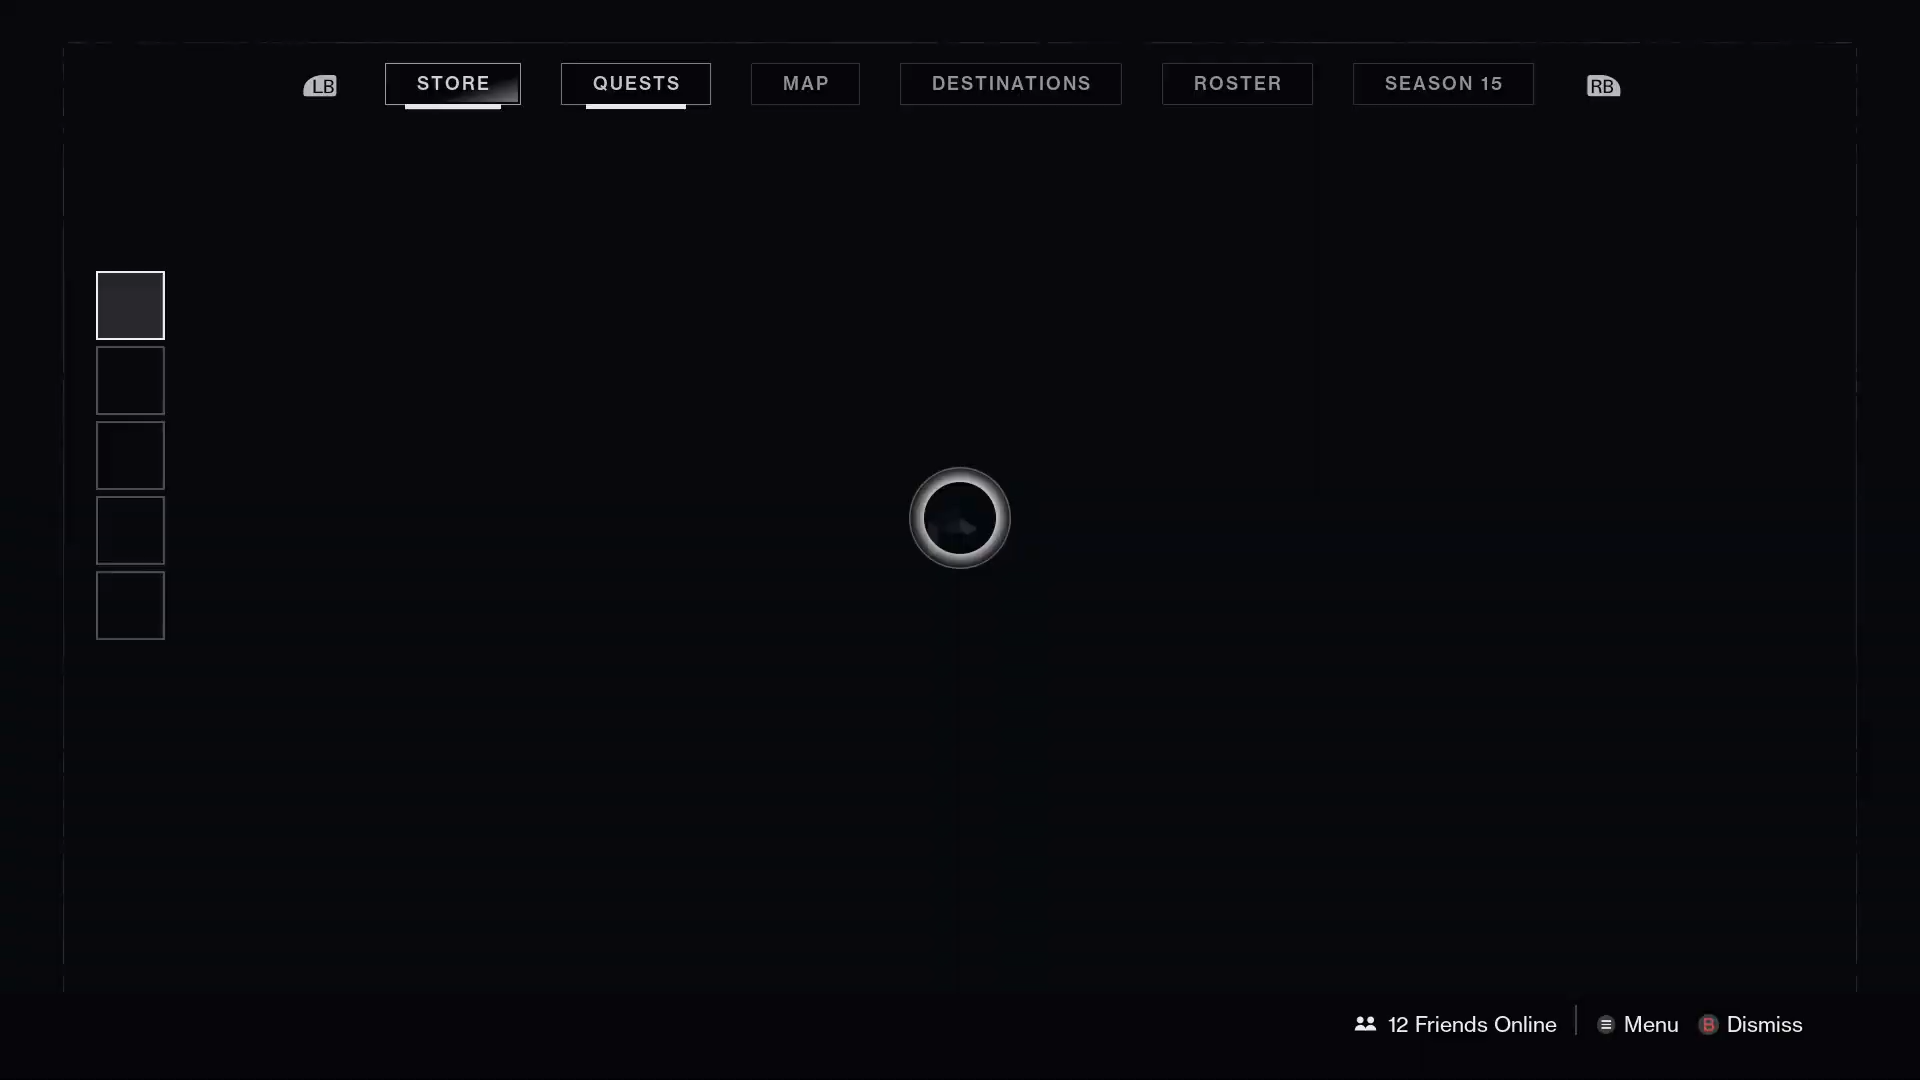 LB
STORE
QUESTS
MAP
DESTINATIONS
ROSTER
SEASON 15
RB
12 Friends Online
Menu
B
Dismiss